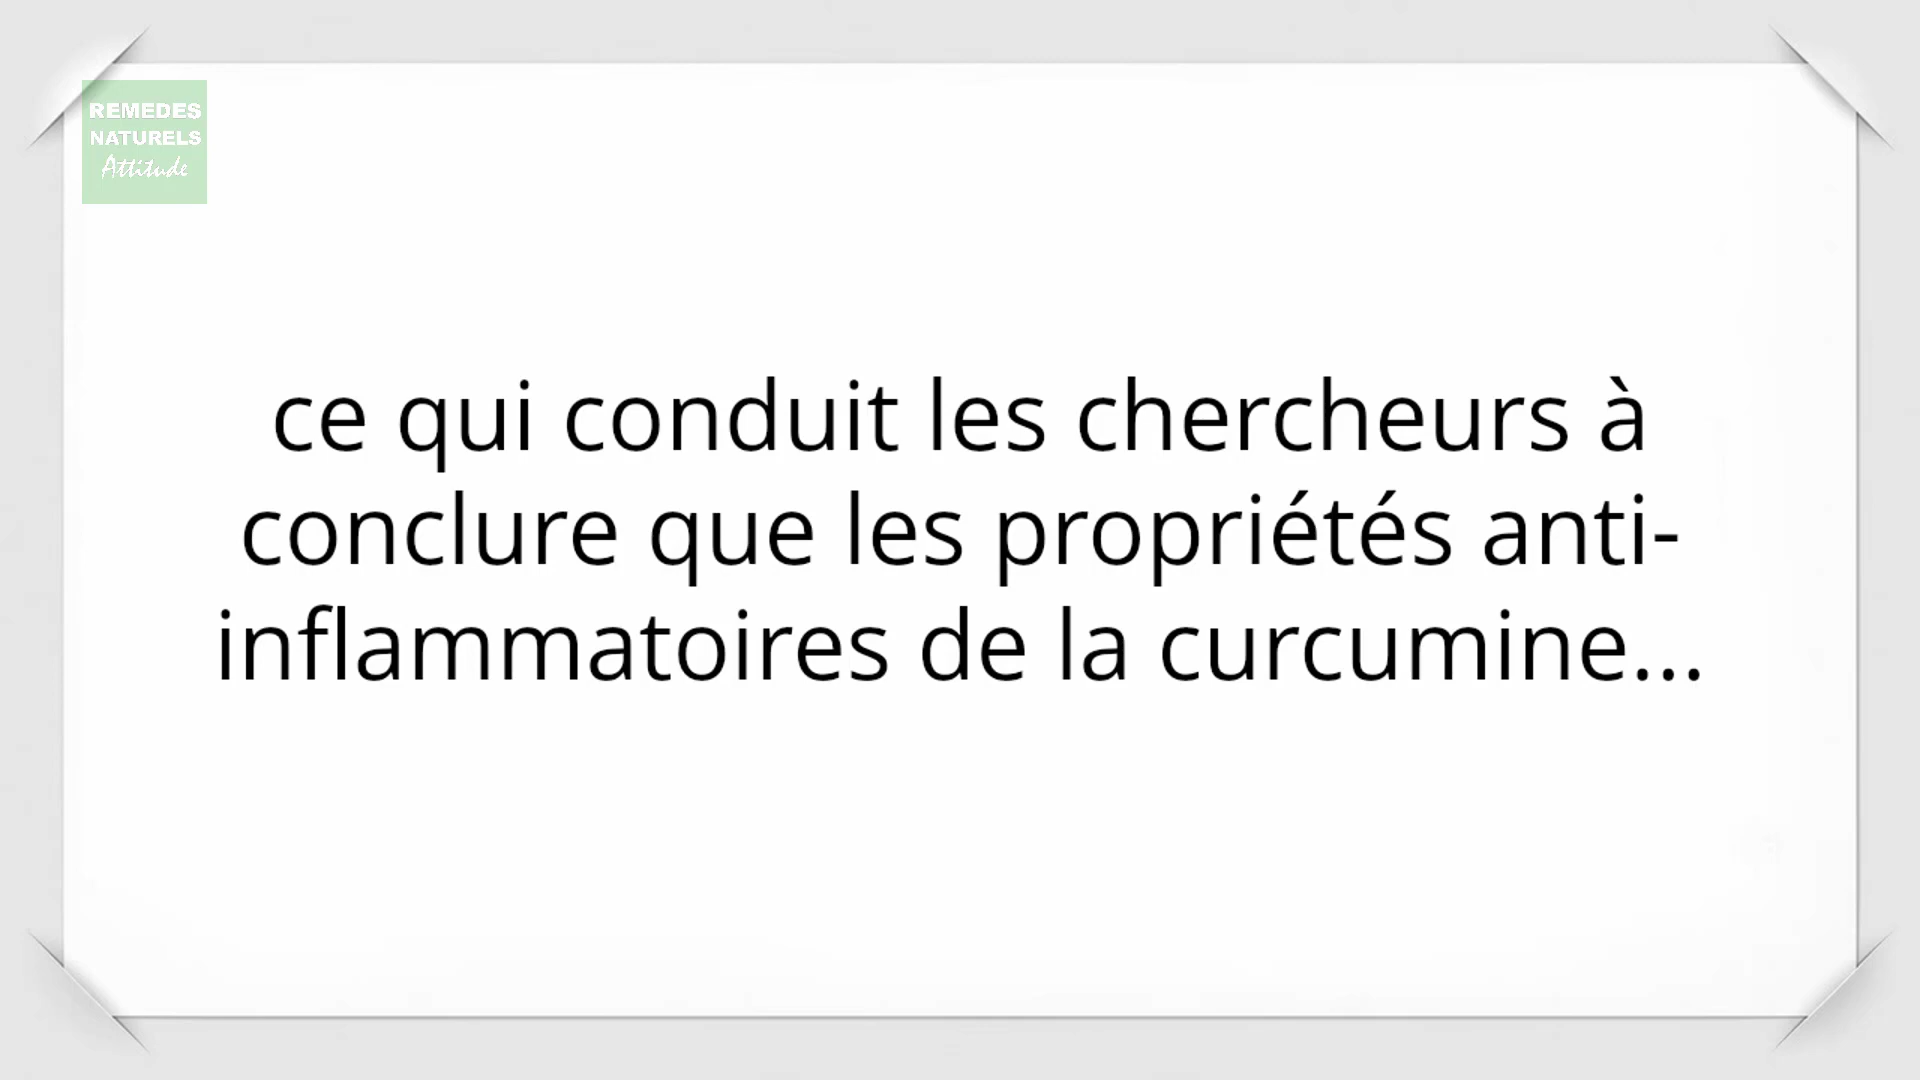 REMEDES
NATURELS
Attitude
ce qui conduit les chercheurs à
conclure que les propriétés anti-
inflammatoires de la curcumine...